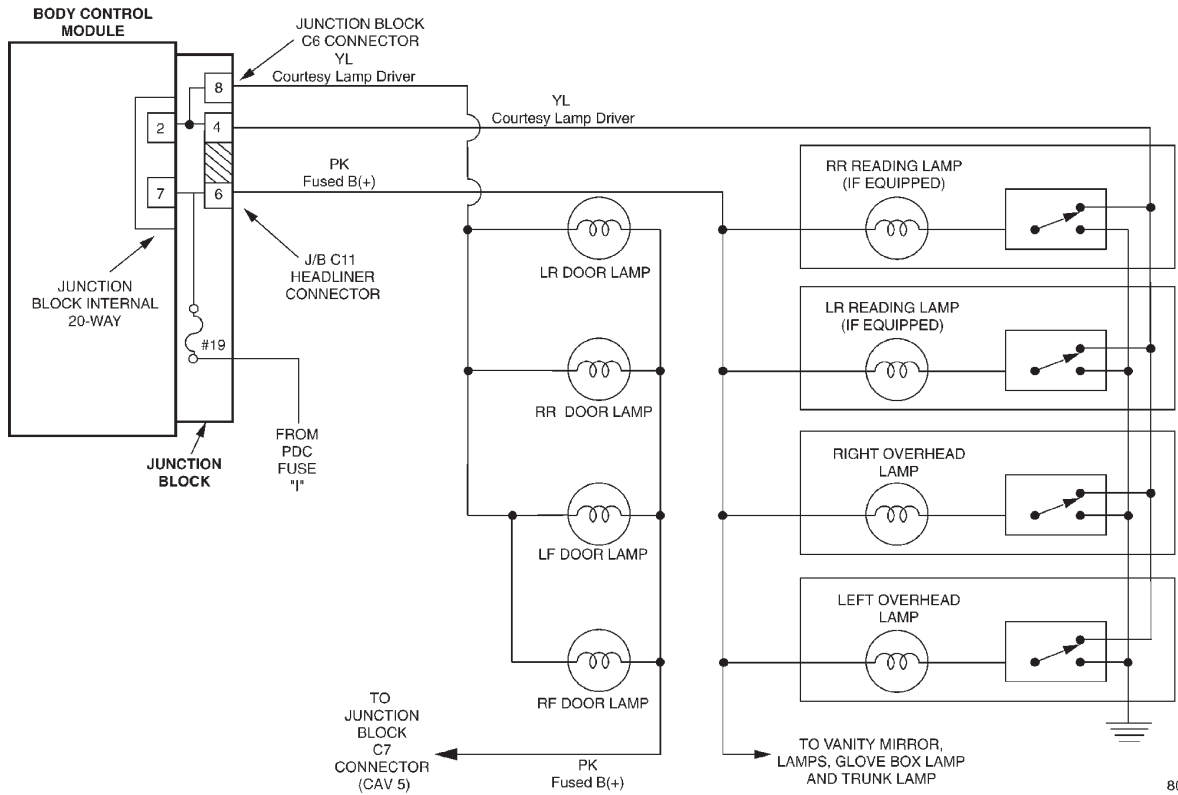 BODY CONTROL
MODULE
JUNCTION BLOCK
C6 CONNECTOR
YL
Courtesy Lamp Driver
8
2
4
YL
Courtesy Lamp Driver
7
6
PK
Fused B(+)
JUNCTION
BLOCK INTERNAL
20-WAY
J/B C11
HEADLINER
CONNECTOR
#19
JUNCTION
BLOCK
FROM
PDC
FUSE
"I"
LR DOOR LAMP
RR DOOR LAMP
LF DOOR LAMP
RF DOOR LAMP
RR READING LAMP
(IF EQUIPPED)
LR READING LAMP
(IF EQUIPPED)
RIGHT OVERHEAD
LAMP
LEFT OVERHEAD
LAMP
TO
JUNCTION
BLOCK
C7
CONNECTOR
(CAV 5)
PK
Fused B(+)
TO VANITY MIRROR,
LAMPS, GLOVE BOX LAMP
AND TRUNK LAMP